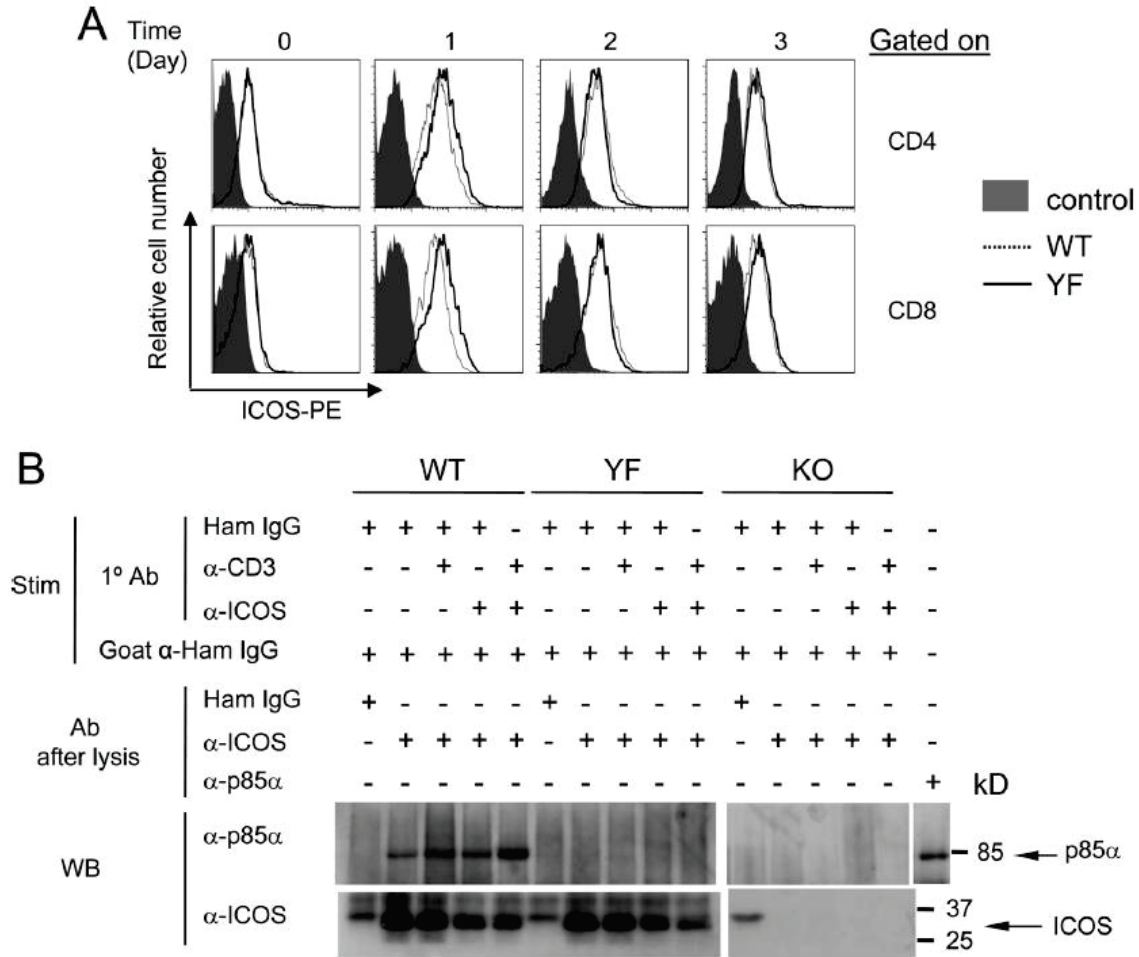 A
Time (Day) 0 1 2 3 Gated on
CD4
CD8
Relative cell number
ICOS-PE
control
WT
YF
B
WT YF KO
Stim
1º Ab
Ham IgG + + + + - + + + + - + + + + - -
α-CD3 - - + - + - - + - + - - + - + -
α-ICOS - - - + + - - - + + - - - + + -
Goat α-Ham IgG + + + + + + + + + + + + + + + -
Ab after lysis
Ham IgG + - - - - + - - - - + - - - - -
α-ICOS - + + + + - + + + + - + + + + -
α-p85α - - - - - - - - - - - - - - - + kD
WB
α-p85α 85 p85α
α-ICOS 37 25 ICOS